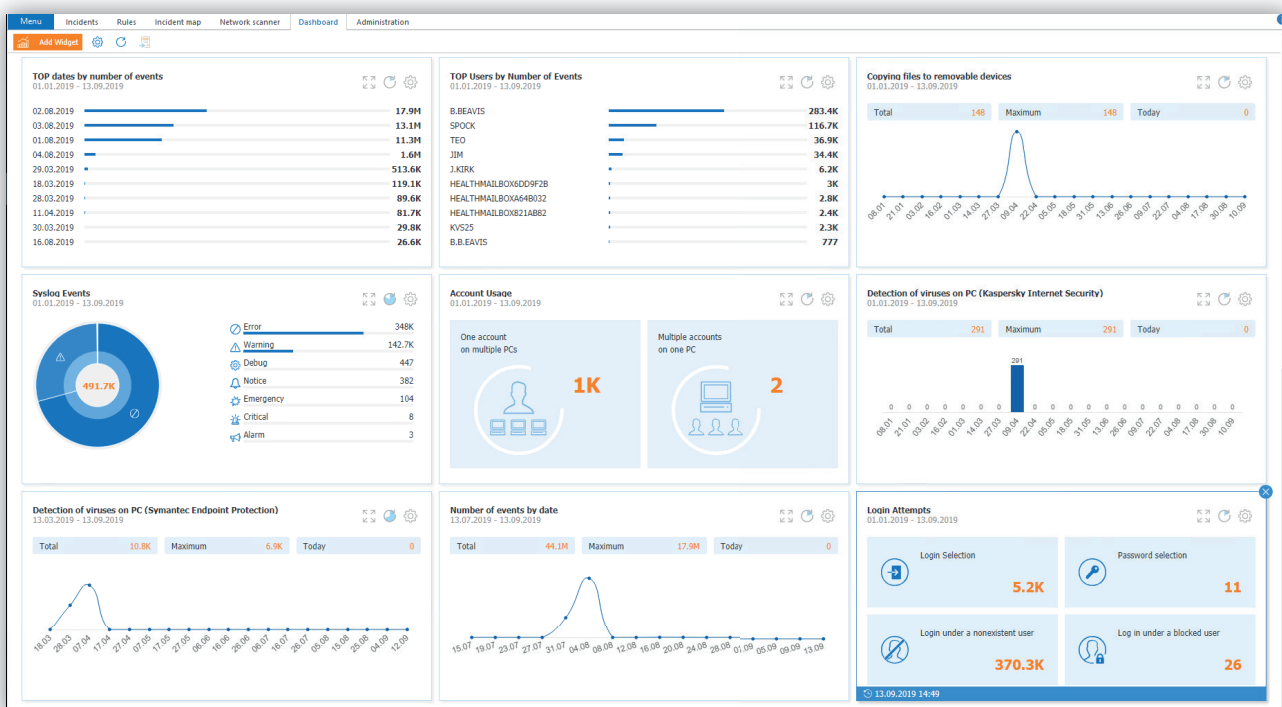 Menu Incidents Rules Incident map Network scanner Dashboard Administration
Add Widget
TOP dates by number of events
01.01.2019 - 13.09.2019
02.08.2019 17.9M
03.08.2019 13.1M
01.08.2019 11.3M
04.08.2019 1.6M
29.03.2019 513.6K
18.03.2019 119.1K
28.03.2019 89.6K
11.04.2019 81.7K
30.03.2019 29.8K
16.08.2019 26.6K
TOP Users by Number of Events
01.01.2019 - 13.09.2019
B.BEAVIS 283.4K
SPOCK 116.7K
TEO 36.9K
JIM 34.4K
J.KIRK 6.2K
HEALTHMAILBOX6DD9F2B 3K
HEALTHMAILBOXA64B032 2.8K
HEALTHMAILBOX821AB82 2.4K
KVS25 2.3K
B.B.EAVIS 777
Copying files to removable devices
01.01.2019 - 13.09.2019
Total 148 Maximum 148 Today 0
08.01 21.01 03.02 16.02 01.03 14.03 27.03 09.04 22.04 05.05 18.05 31.05 13.06 26.06 09.07 22.07 04.08 17.08 30.08 10.09
Syslog Events
01.01.2019 - 13.09.2019
491.7K
Error 348K
Warning 142.7K
Debug 447
Notice 382
Emergency 104
Critical 8
Alarm 3
Account Usage
01.01.2019 - 13.09.2019
One account
on multiple PCs
1K
Multiple accounts
on one PC
2
Detection of viruses on PC (Kaspersky Internet Security)
01.01.2019 - 13.09.2019
Total 291 Maximum 291 Today 0
291
0 0 0 0 0 0 0 0 0 0 0 0 0 0 0 0 0 0 0
08.01 21.01 03.02 16.02 01.03 14.03 27.03 09.04 22.04 05.05 18.05 31.05 13.06 26.06 09.07 22.07 04.08 17.08 30.08 10.09
Detection of viruses on PC (Symantec Endpoint Protection)
13.03.2019 - 13.09.2019
Total 10.8K Maximum 6.9K Today 0
18.03 28.03 07.04 17.04 27.04 07.05 17.05 27.05 06.06 16.06 26.06 06.07 16.07 26.07 05.08 15.08 25.08 04.09 12.09
Number of events by date
13.07.2019 - 13.09.2019
Total 44.1M Maximum 17.9M Today 0
15.07 19.07 23.07 27.07 31.07 04.08 08.08 12.08 16.08 20.08 24.08 28.08 01.09 05.09 09.09 13.09
Login Attempts
01.01.2019 - 13.09.2019
Login Selection
5.2K
Password selection
11
Login under a nonexistent user
370.3K
Log in under a blocked user
26
13.09.2019 14:49